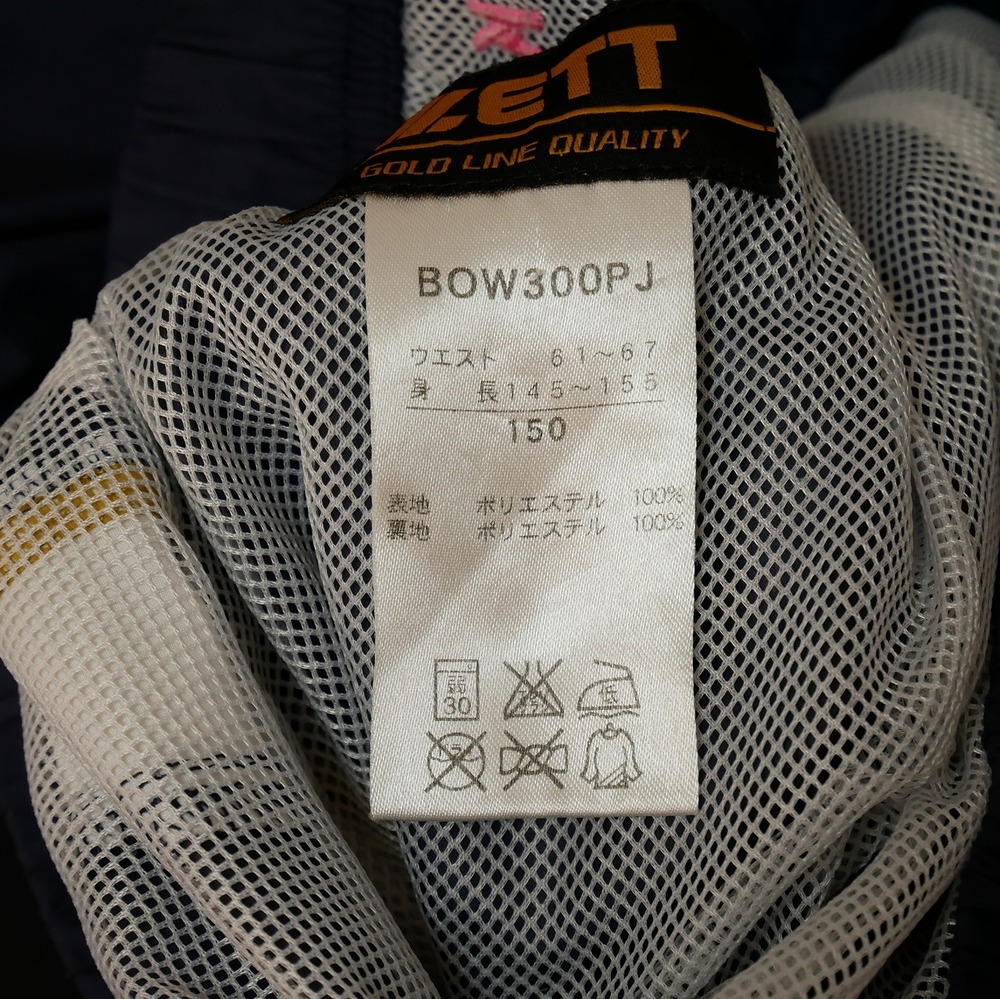 ZETT
GOLD LINE QUALITY
BOW300PJ
ウエスト 61~67
身 長145~155
150
表地 ポリエステル 100%
裏地 ポリエステル 100%
弱
30
低